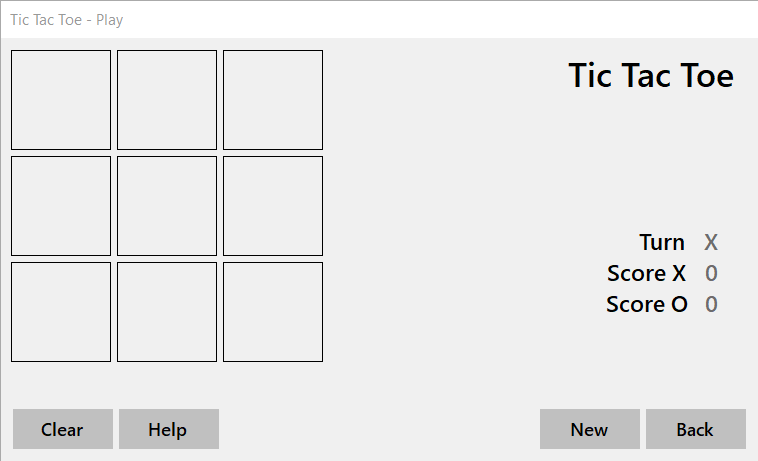 Tic Tac Toe - Play
Tic Tac Toe
Turn X
Score X 0
Score O 0
Clear Help New Back